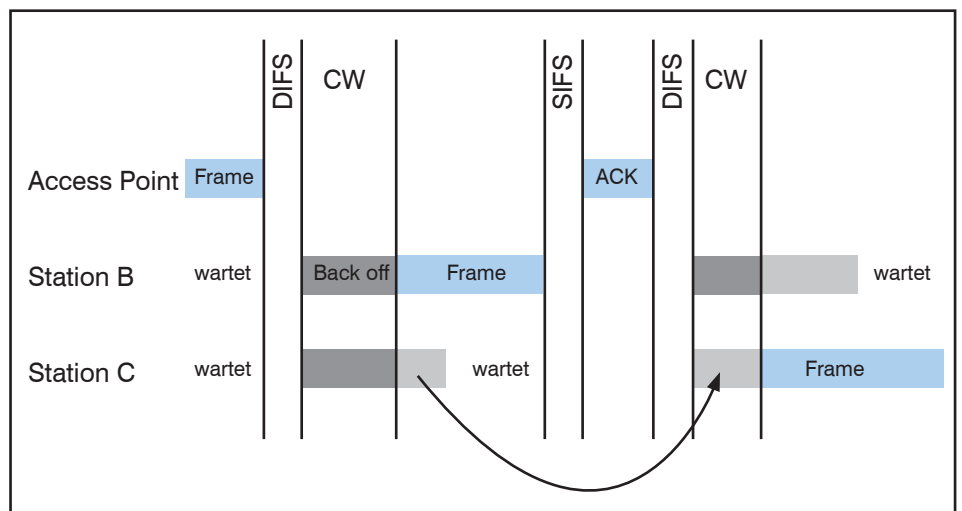 DIFS
CW
SIFS
DIFS
CW
Access Point
Frame
ACK
Station B
wartet
Back off
Frame
wartet
Station C
wartet
wartet
Frame